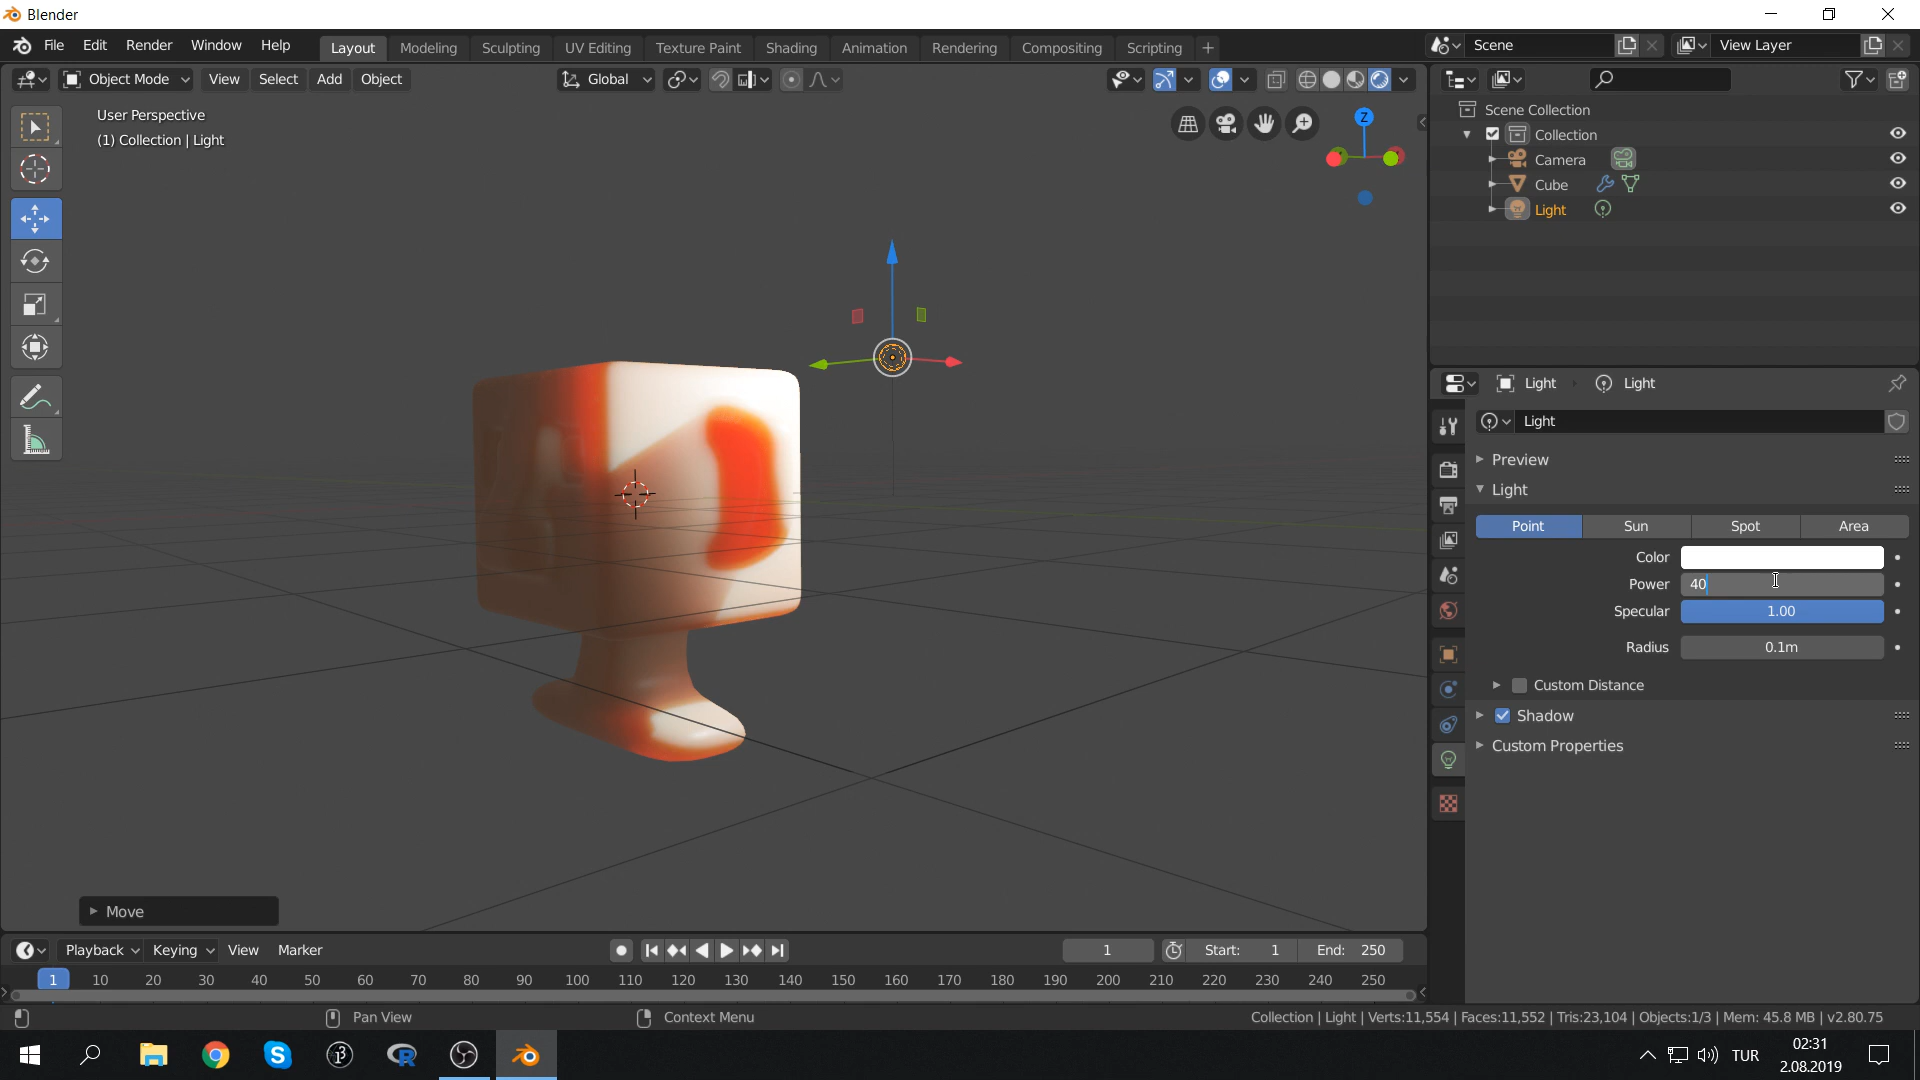 Blender
File Edit Render Window Help Layout Modeling Sculpting UV Editing Texture Paint Shading Animation Rendering Compositing Scripting + Scene View Layer
Object Mode View Select Add Object Global
User Perspective
(1) Collection | Light
Z
Scene Collection
Collection
Camera
Cube
Light
Light Light
Light
Preview
Light
Point Sun Spot Area
Color
Power 40
Specular 1.00
Radius 0.1m
Custom Distance
Shadow
Custom Properties
Move
Playback Keying View Marker 1 Start: 1 End: 250
1 10 20 30 40 50 60 70 80 90 100 110 120 130 140 150 160 170 180 190 200 210 220 230 240 250
Pan View Context Menu Collection | Light | Verts:11,554 | Faces:11,552 | Tris:23,104 | Objects:1/3 | Mem: 45.8 MB | v2.80.75
TUR
02:31
2.08.2019